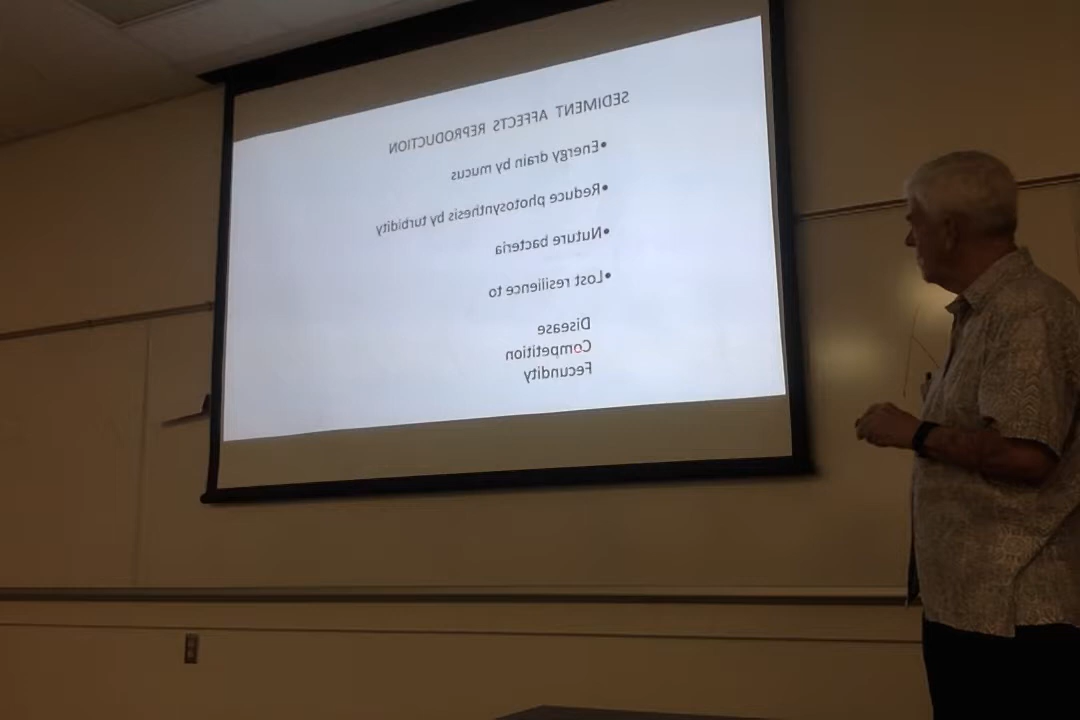 SEDIMENT AFFECTS REPRODUCTION
•Energy drain by mucus
•Reduce photosynthesis by turbidity
•Nuture bacteria
•Lost resilience to
Disease
Competition
Fecundity